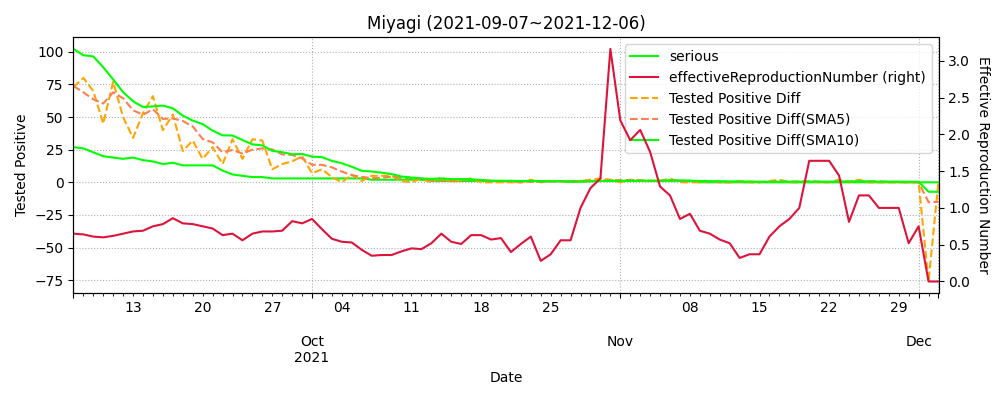 Miyagi (2021-09-07~2021-12-06)
100
75
50
25
0
−25
−50
−75
Tested Positive
3.0
2.5
2.0
1.5
1.0
0.5
0.0
Effective Reproduction Number
serious
effectiveReproductionNumber (right)
Tested Positive Diff
Tested Positive Diff(SMA5)
Tested Positive Diff(SMA10)
13 20 27 04 11 18 25 08 15 22 29
Oct Nov Dec
2021
Date